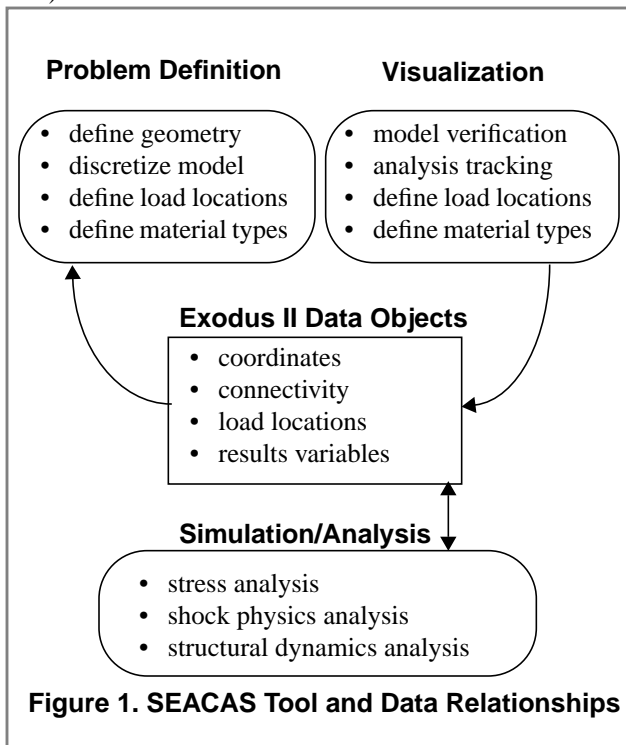 Problem Definition
• define geometry
• discretize model
• define load locations
• define material types
Visualization
• model verification
• analysis tracking
• define load locations
• define material types
Exodus II Data Objects
• coordinates
• connectivity
• load locations
• results variables
Simulation/Analysis
• stress analysis
• shock physics analysis
• structural dynamics analysis
Figure 1. SEACAS Tool and Data Relationships